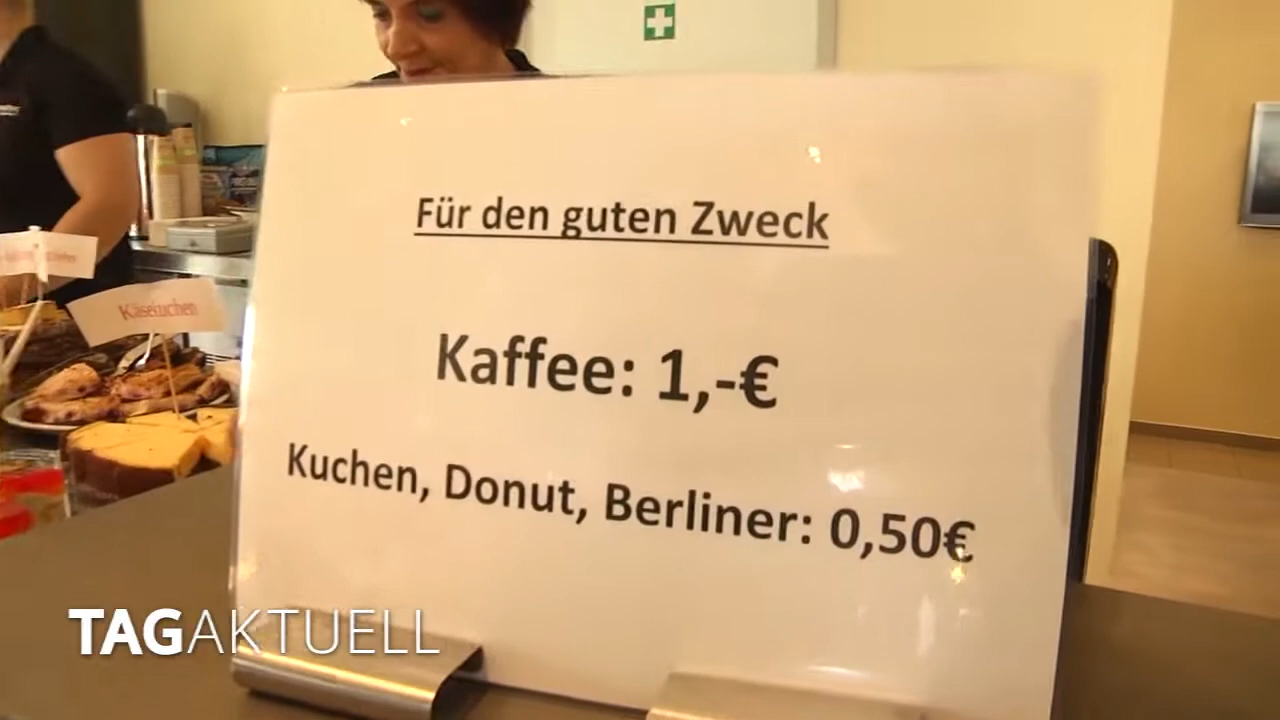 Für den guten Zweck
Kaffee: 1,-€
Kuchen, Donut, Berliner: 0,50€
Käsekuchen
TAGAKTUELL